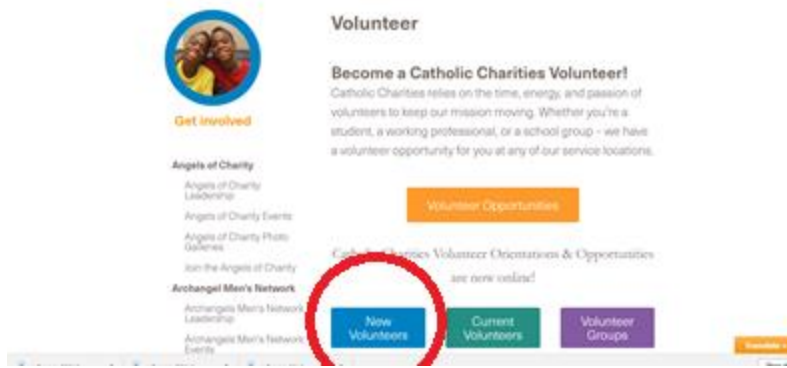 Volunteer
Become a Catholic Charities Volunteer!
Catholic Charities relies on the time, energy, and passion of
volunteers to keep our mission moving. Whether you're a
student, a working professional, or a school group – we have
a volunteer opportunity for you at any of our service locations.
Get involved
Angels of Charity
Angels of Charity
Leadership
Angels of Charity Events
Angels of Charity Photo
Galleries
Join the Angels of Charity
Archangel Men's Network
Archangels Men's Network
Leadership
Archangels Men's Network
Events
Volunteer Opportunities
Catholic Charities Volunteer Orientations & Opportunities
are now online!
New
Volunteers
Current
Volunteers
Volunteer
Groups
Translate